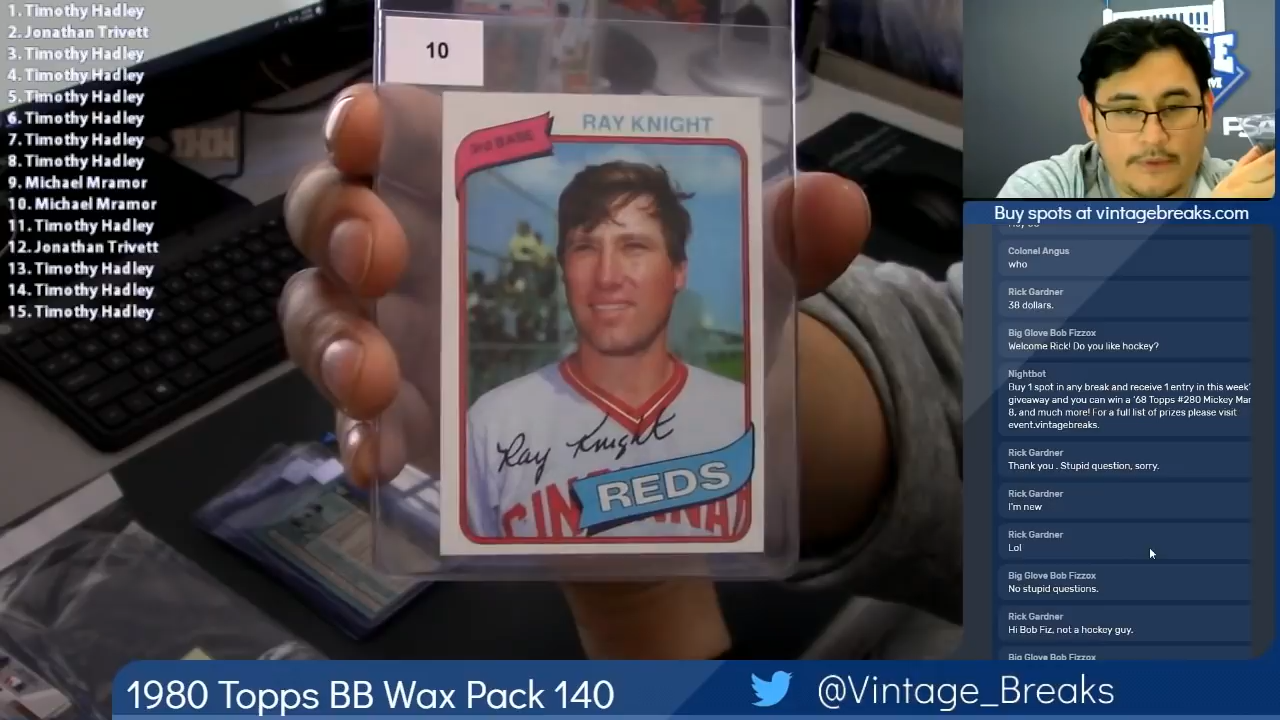 1. Timothy Hadley
2. Jonathan Trivett
3. Timothy Hadley
4. Timothy Hadley
5. Timothy Hadley
6. Timothy Hadley
7. Timothy Hadley
8. Timothy Hadley
9. Michael Mramor
10. Michael Mramor
11. Timothy Hadley
12. Jonathan Trivett
13. Timothy Hadley
14. Timothy Hadley
15. Timothy Hadley
10
RAY KNIGHT
3rd BASE
Ray Knight
REDS
PSA
Buy spots at vintagebreaks.com
Colonel Angus
who
Rick Gardner
38 dollars.
Big Glove Bob Fizzox
Welcome Rick! Do you like hockey?
Nightbot
Buy 1 spot in any break and receive 1 entry in this week'
giveaway and you can win a '68 Topps #280 Mickey Man
8, and much more! For a full list of prizes please visit
event.vintagebreaks.
Rick Gardner
Thank you . Stupid question, sorry.
Rick Gardner
I'm new
Rick Gardner
Lol
Big Glove Bob Fizzox
No stupid questions.
Rick Gardner
Hi Bob Fiz, not a hockey guy.
Big Glove Bob Fizzox
1980 Topps BB Wax Pack 140
@Vintage_Breaks